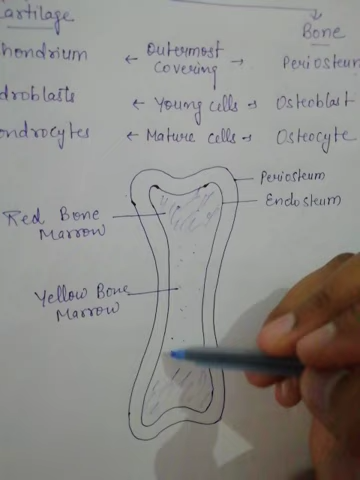 Cartilage
Bone
hondrium ← Outermost covering → Periosteum
droblasts ← Young cells → Osteoblast
ondrocytes ← Mature cells → Osteocyte
Periosteum
Endosteum
Red Bone
Marrow
Yellow Bone
Marrow